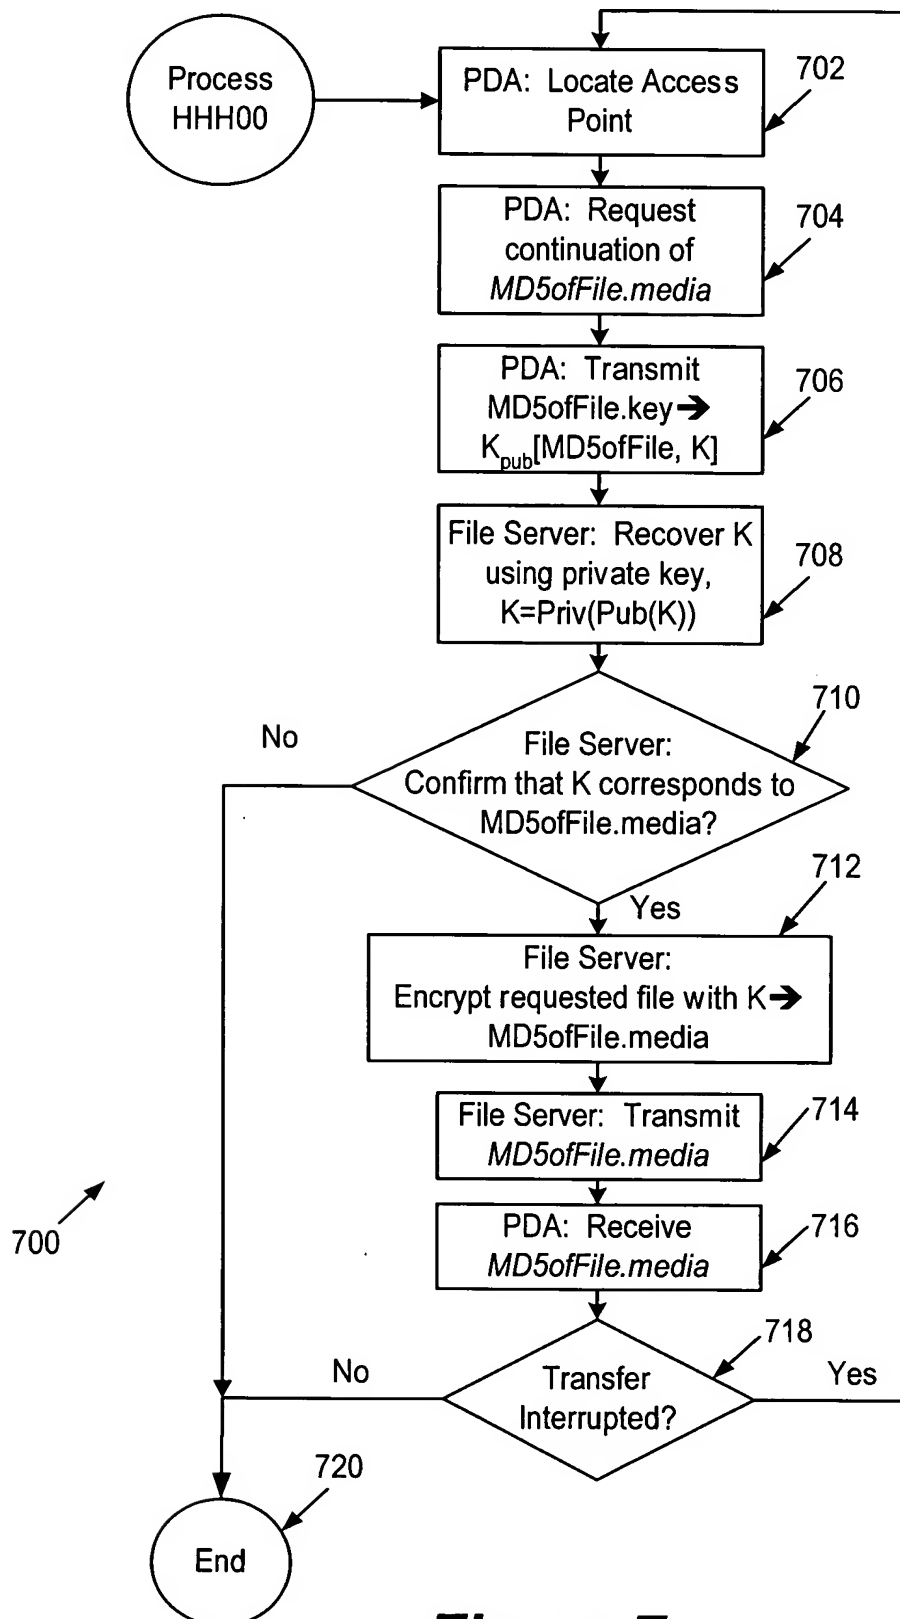 Process
HHH00
PDA: Locate Access
Point
702
PDA: Request
continuation of
MD5ofFile.media
704
PDA: Transmit
MD5ofFile.key➔
Kpub[MD5ofFile, K]
706
File Server: Recover K
using private key,
K=Priv(Pub(K))
708
710
No
File Server:
Confirm that K corresponds to
MD5ofFile.media?
Yes
712
File Server:
Encrypt requested file with K➔
MD5ofFile.media
File Server: Transmit
MD5ofFile.media
714
PDA: Receive
MD5ofFile.media
716
700
718
No
Transfer
Interrupted?
Yes
720
End